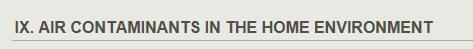 IX. AIR CONTAMINANTS IN THE HOME ENVIRONMENT